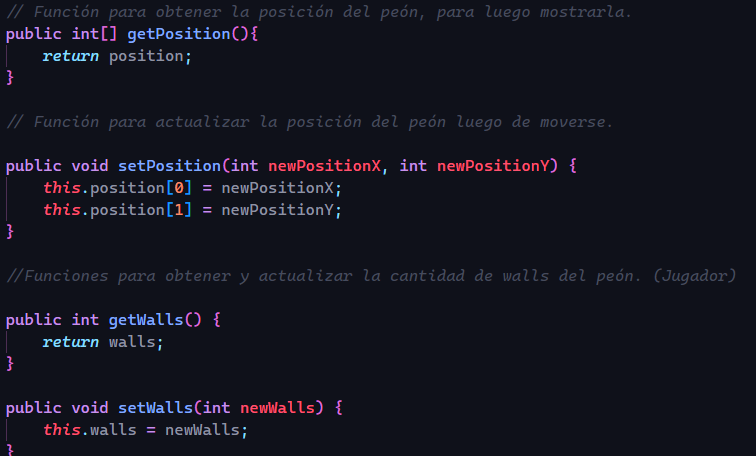 // Función para obtener la posición del peón, para luego mostrarla.
public int[] getPosition(){
return position;
}
// Función para actualizar la posición del peón luego de moverse.
public void setPosition(int newPositionX, int newPositionY) {
this.position[0] = newPositionX;
this.position[1] = newPositionY;
}
//Funciones para obtener y actualizar la cantidad de walls del peón. (Jugador)
public int getWalls() {
return walls;
}
public void setWalls(int newWalls) {
this.walls = newWalls;
}